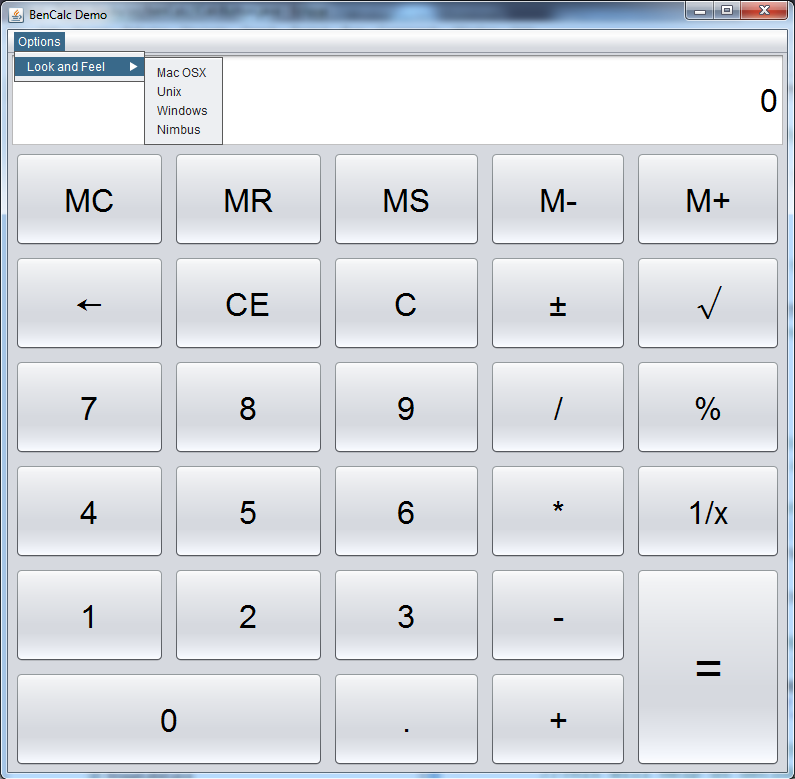 BenCalc Demo
Options
Look and Feel
Mac OSX
Unix
Windows
Nimbus
0
MC MR MS M- M+
← CE C ± √
7 8 9 / %
4 5 6 * 1/x
1 2 3 -
=
0 . +